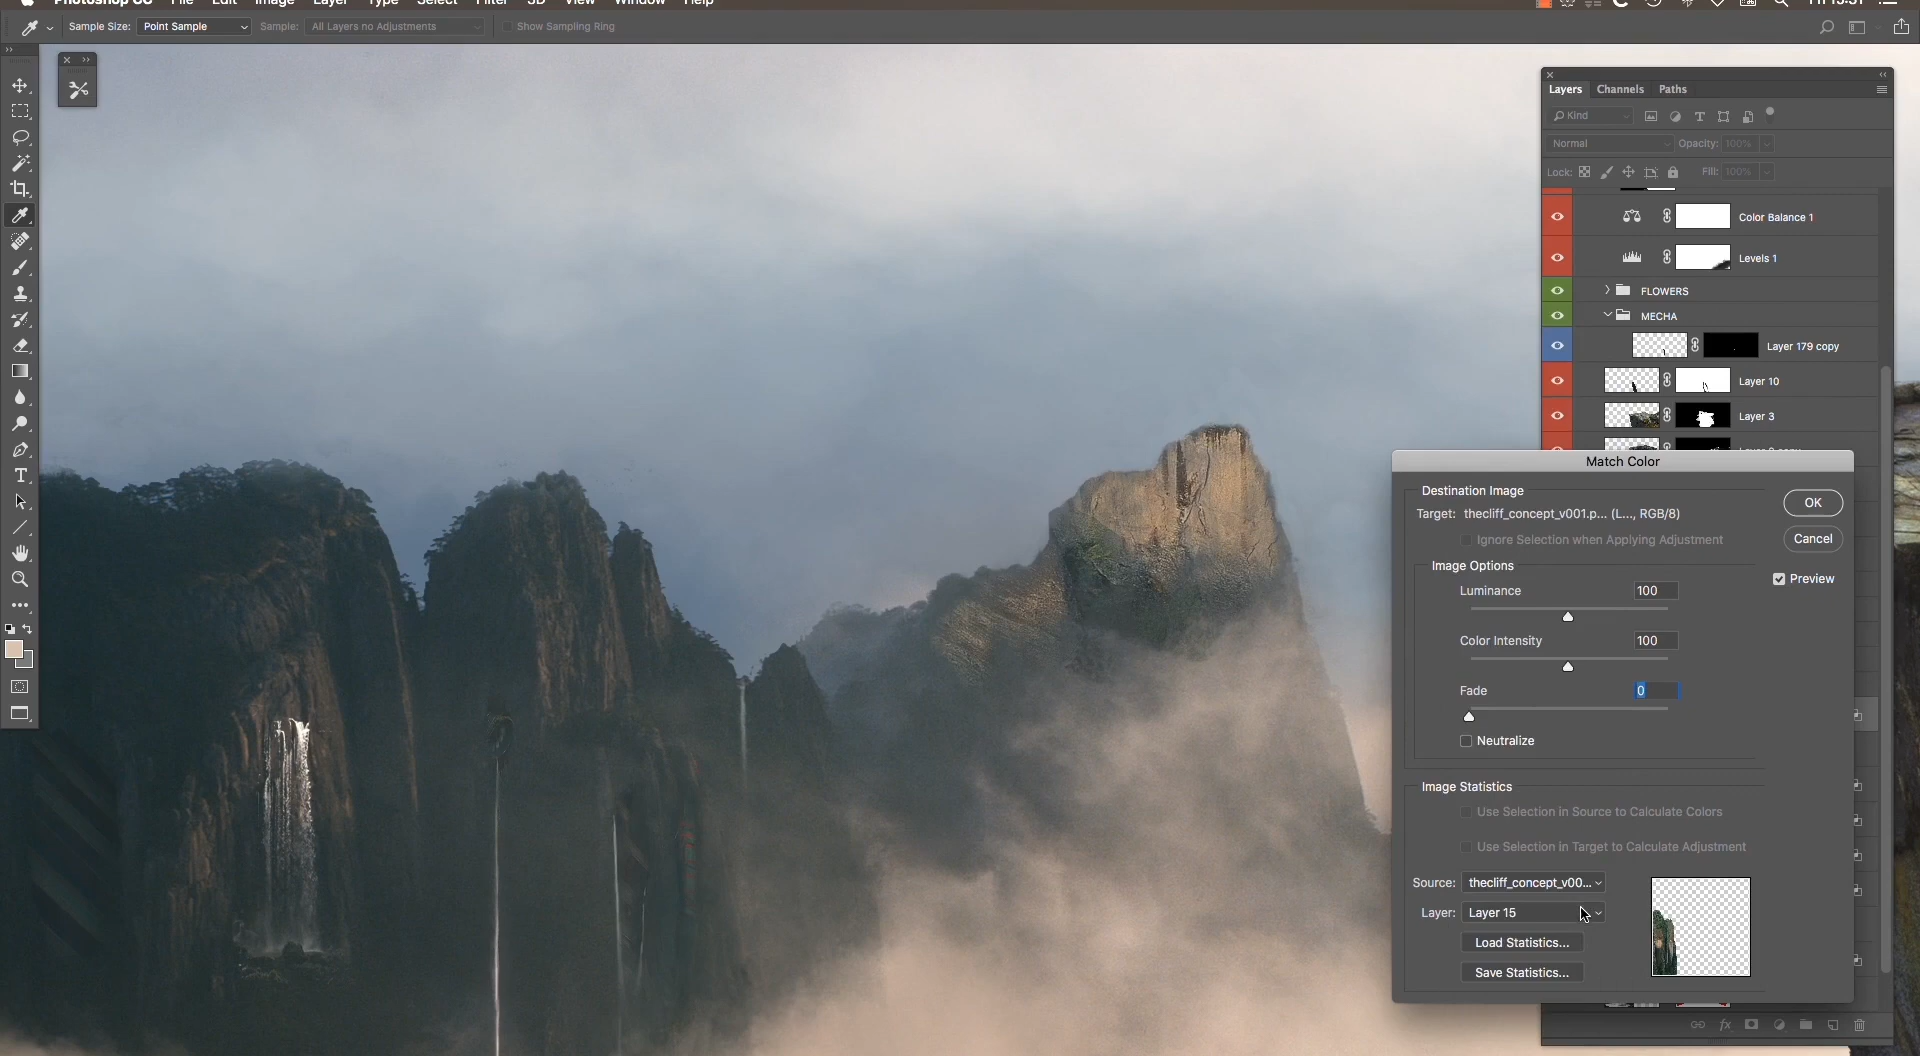 Photoshop CC File Edit Image Layer Type Select Filter 3D View Window Help
Sample Size: Point Sample Sample: All Layers no Adjustments Show Sampling Ring
Layers Channels Paths
Kind
Normal Opacity: 100%
Lock: Fill: 100%
Color Balance 1
Levels 1
FLOWERS
MECHA
Layer 179 copy
Layer 10
Layer 3
Match Color
Destination Image
Target: thecliff_concept_v001.p... (L..., RGB/8)
Ignore Selection when Applying Adjustment
OK
Cancel
Preview
Image Options
Luminance 100
Color Intensity 100
Fade 0
Neutralize
Image Statistics
Use Selection in Source to Calculate Colors
Use Selection in Target to Calculate Adjustment
Source: thecliff_concept_v00...
Layer: Layer 15
Load Statistics...
Save Statistics...